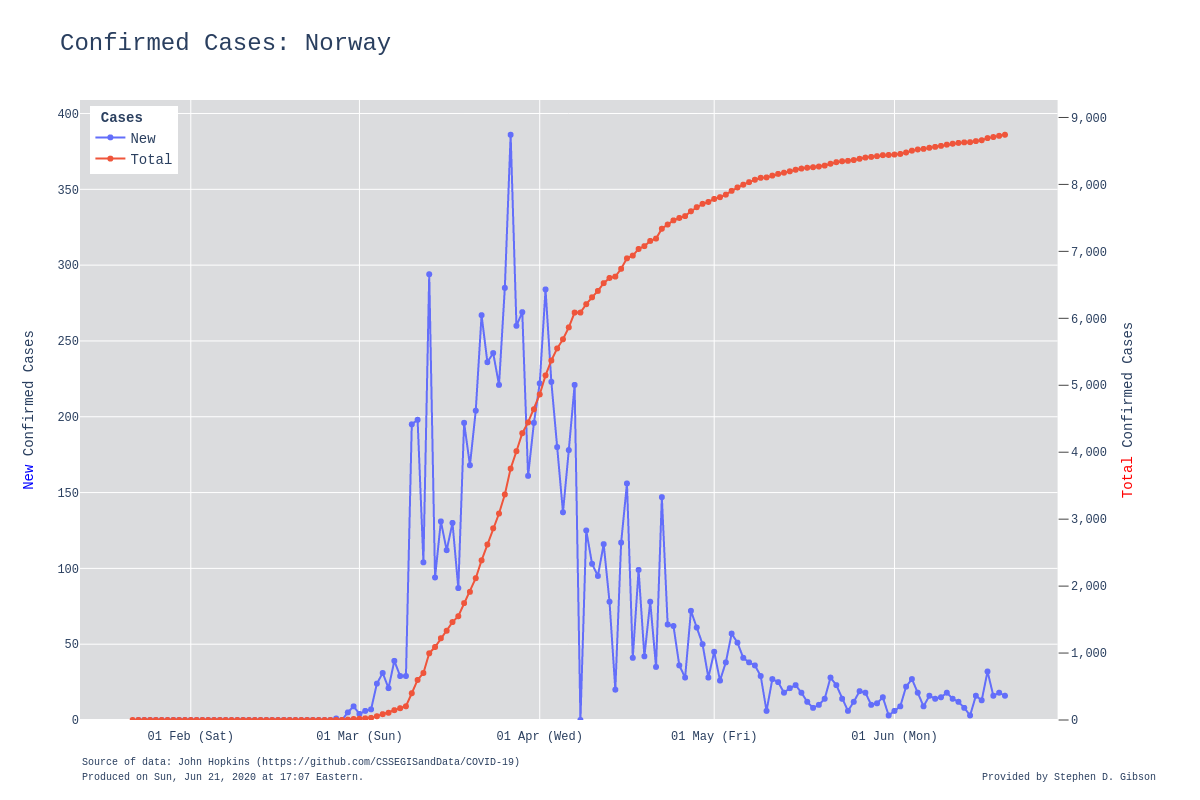 Confirmed Cases: Norway
Cases
New
Total
400
350
300
250
200
150
100
50
0
9,000
8,000
7,000
6,000
5,000
4,000
3,000
2,000
1,000
0
New Confirmed Cases
Total Confirmed Cases
01 Feb (Sat)
01 Mar (Sun)
01 Apr (Wed)
01 May (Fri)
01 Jun (Mon)
Source of data: John Hopkins (https://github.com/CSSEGISandData/COVID-19)
Produced on Sun, Jun 21, 2020 at 17:07 Eastern.
Provided by Stephen D. Gibson